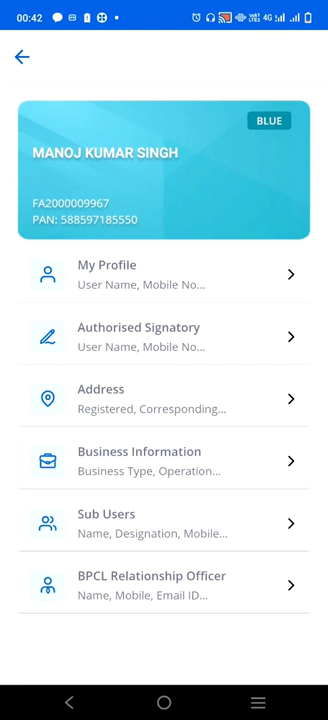 00:42
4G
BLUE
MANOJ KUMAR SINGH
FA2000009967
PAN: 588597185550
My Profile
User Name, Mobile No...
Authorised Signatory
User Name, Mobile No...
Address
Registered, Corresponding...
Business Information
Business Type, Operation...
Sub Users
Name, Designation, Mobile...
BPCL Relationship Officer
Name, Mobile, Email ID...